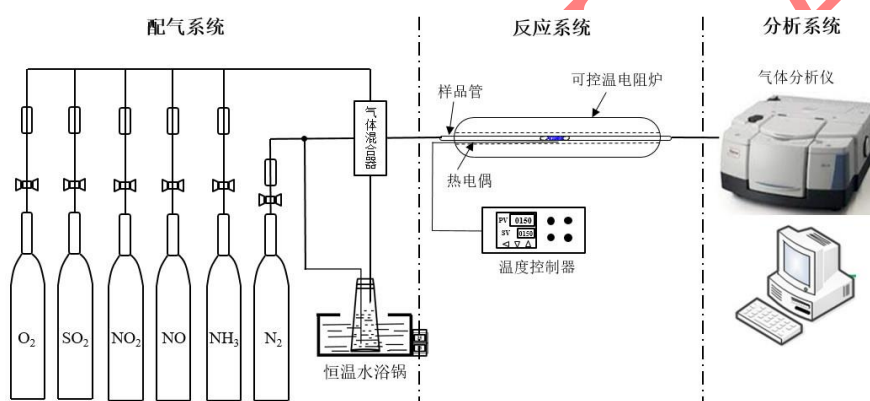 配气系统
反应系统
分析系统
气体分析仪
可控温电阻炉
样品管
气体混合器
热电偶
PV 0150
SV 0150
温度控制器
O₂
SO₂
NO₂
NO
NH₃
N₂
恒温水浴锅